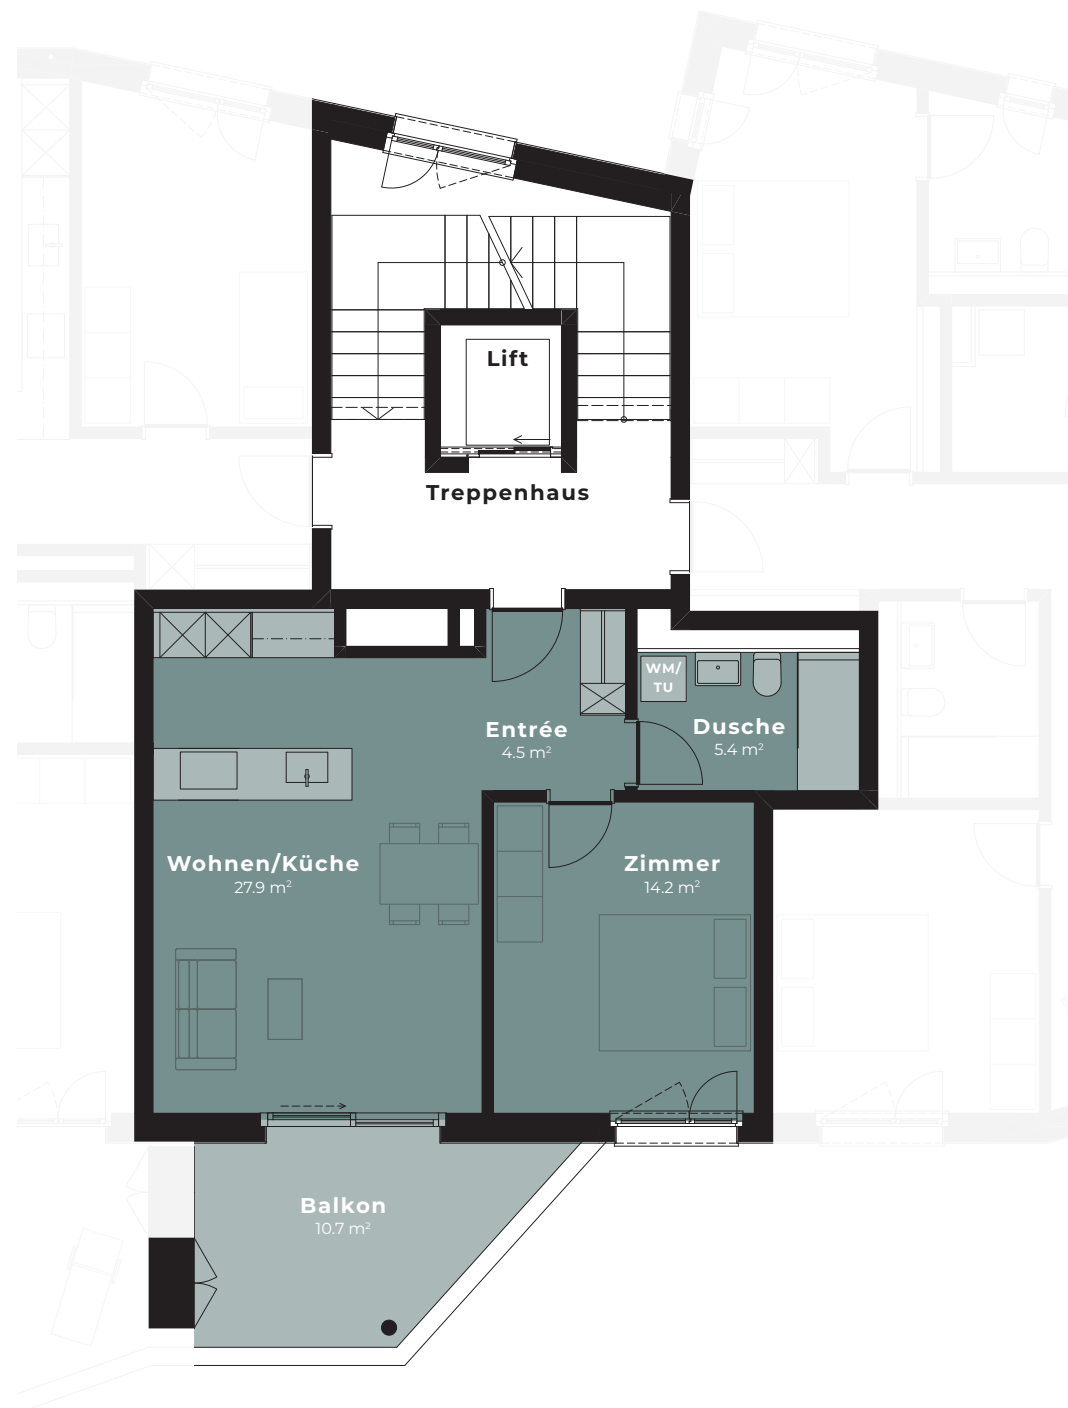 Lift
Treppenhaus
WM/
TU
Entrée
4.5 m²
Dusche
5.4 m²
Wohnen/Küche
27.9 m²
Zimmer
14.2 m²
Balkon
10.7 m²